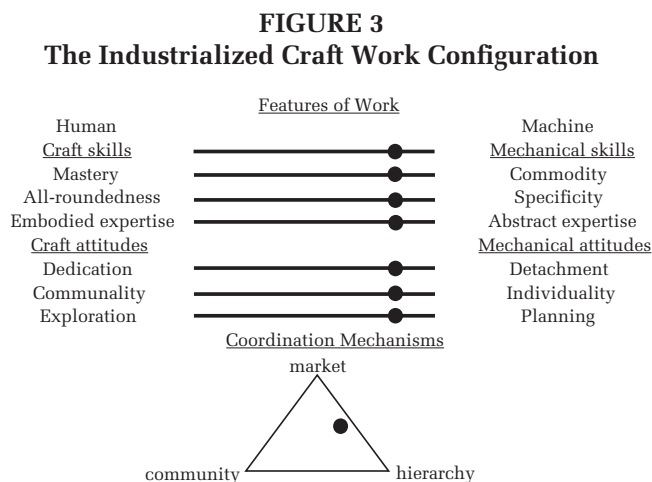 FIGURE 3
The Industrialized Craft Work Configuration
Features of Work
Human Machine
Craft skills Mechanical skills
Mastery Commodity
All-roundedness Specificity
Embodied expertise Abstract expertise
Craft attitudes Mechanical attitudes
Dedication Detachment
Communality Individuality
Exploration Planning
Coordination Mechanisms
market
community hierarchy